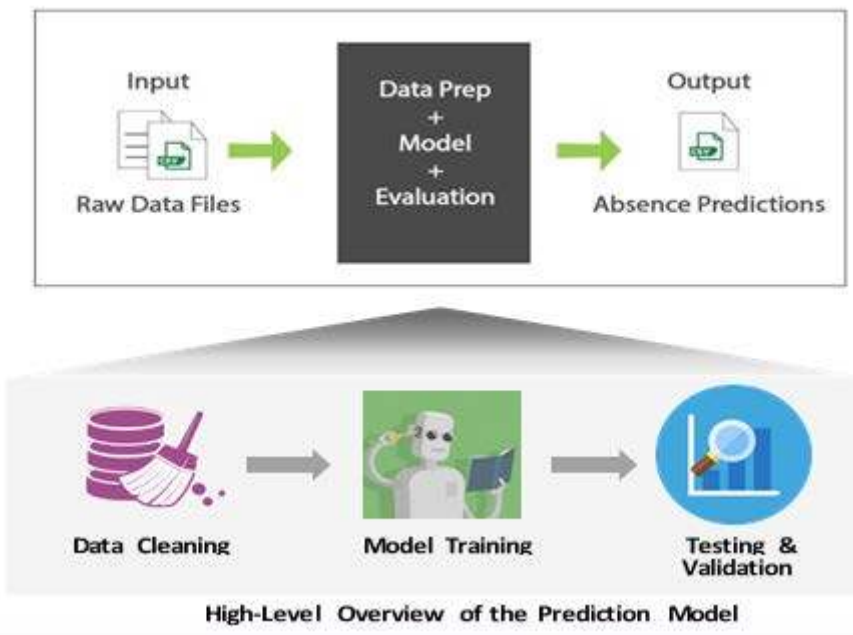 Input
Raw Data Files
Data Prep
+
Model
+
Evaluation
Output
Absence Predictions
Data Cleaning
Model Training
Testing &
Validation
High-Level Overview of the Prediction Model